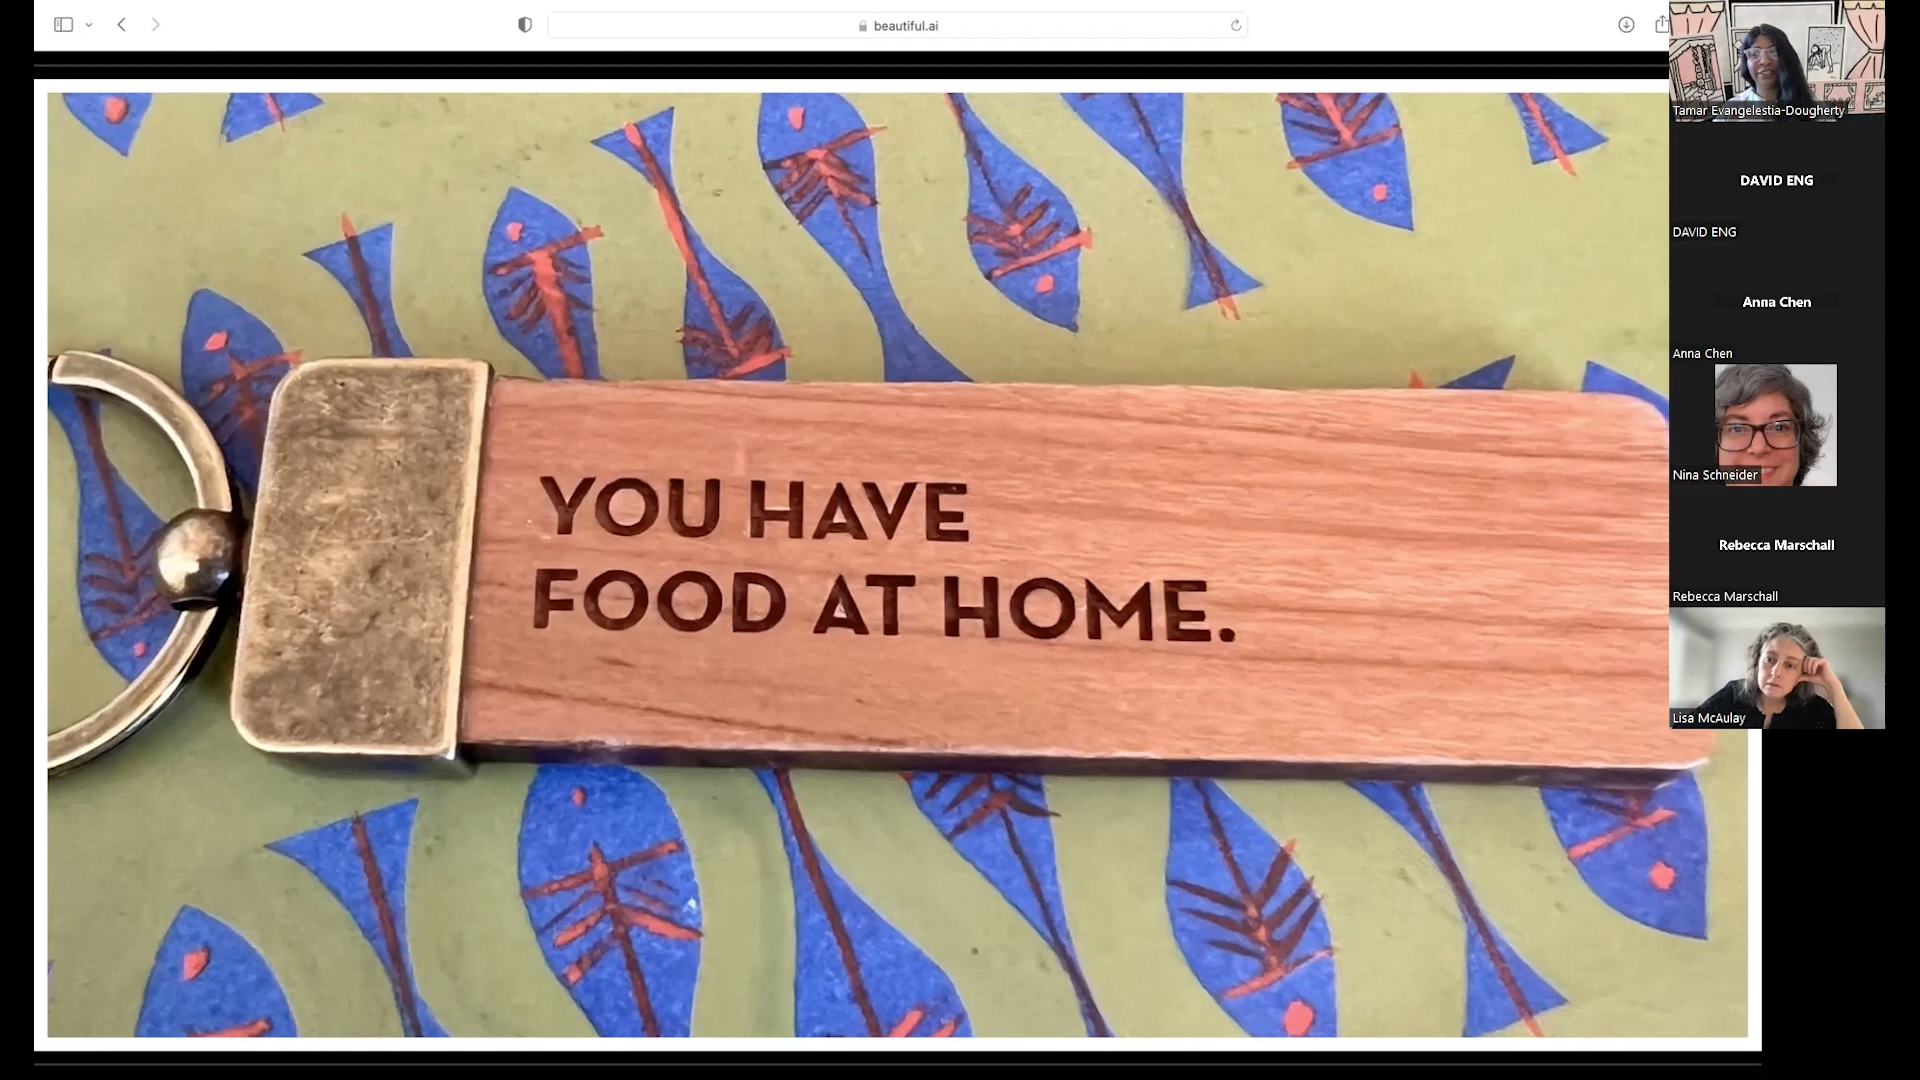 beautiful.ai
YOU HAVE
FOOD AT HOME.
Tamar Evangelestia-Dougherty
DAVID ENG
DAVID ENG
Anna Chen
Anna Chen
Nina Schneider
Rebecca Marschall
Rebecca Marschall
Lisa McAulay